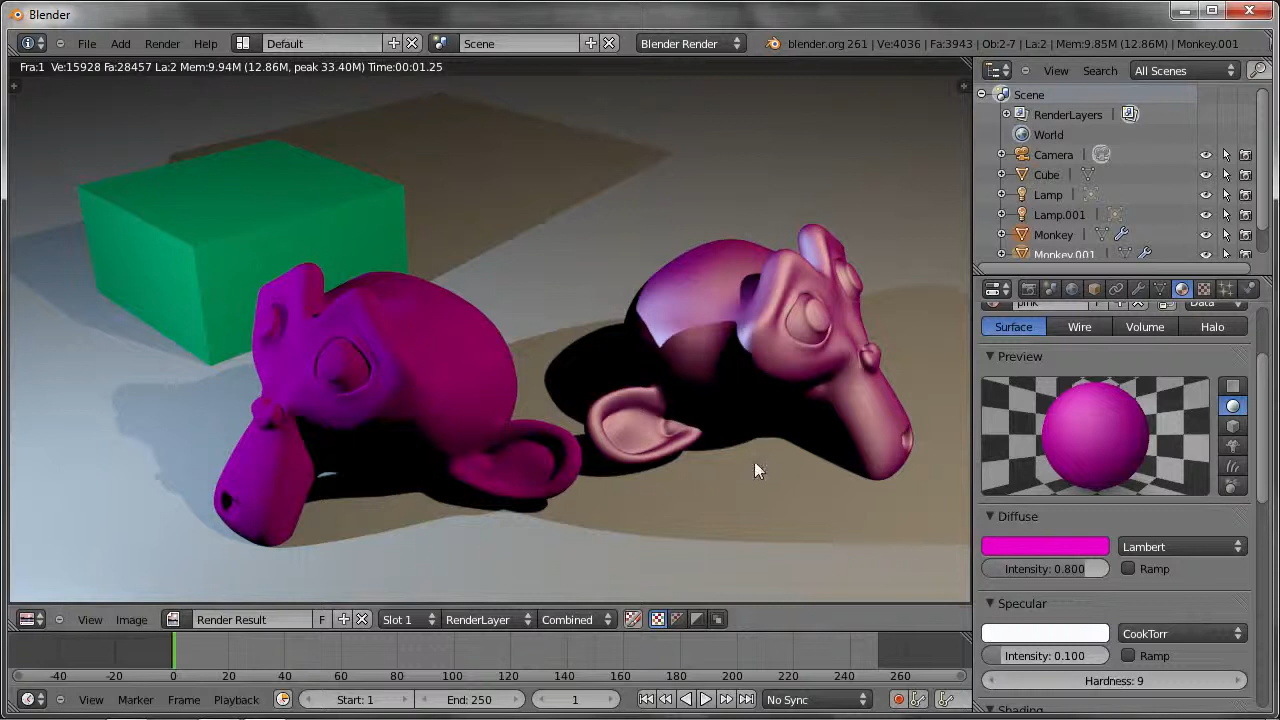 Blender
File Add Render Help Default Scene Blender Render blender.org 261 | Ve:4036 | Fa:3943 | Ob:2-7 | La:2 | Mem:9.85M (12.86M) | Monkey.001
Fra:1 Ve:15928 Fa:28457 La:2 Mem:9.94M (12.86M, peak 33.40M) Time:00:01.25
View Search All Scenes
Scene
RenderLayers
World
Camera
Cube
Lamp
Lamp.001
Monkey
Monkey.001
pink F Data
Surface Wire Volume Halo
Preview
Diffuse
Lambert
Intensity: 0.800 Ramp
Specular
CookTorr
Intensity: 0.100 Ramp
Hardness: 9
Shading
View Image Render Result F Slot 1 RenderLayer Combined
-40 -20 0 20 40 60 80 100 120 140 160 180 200 220 240 260
View Marker Frame Playback Start: 1 End: 250 1 No Sync